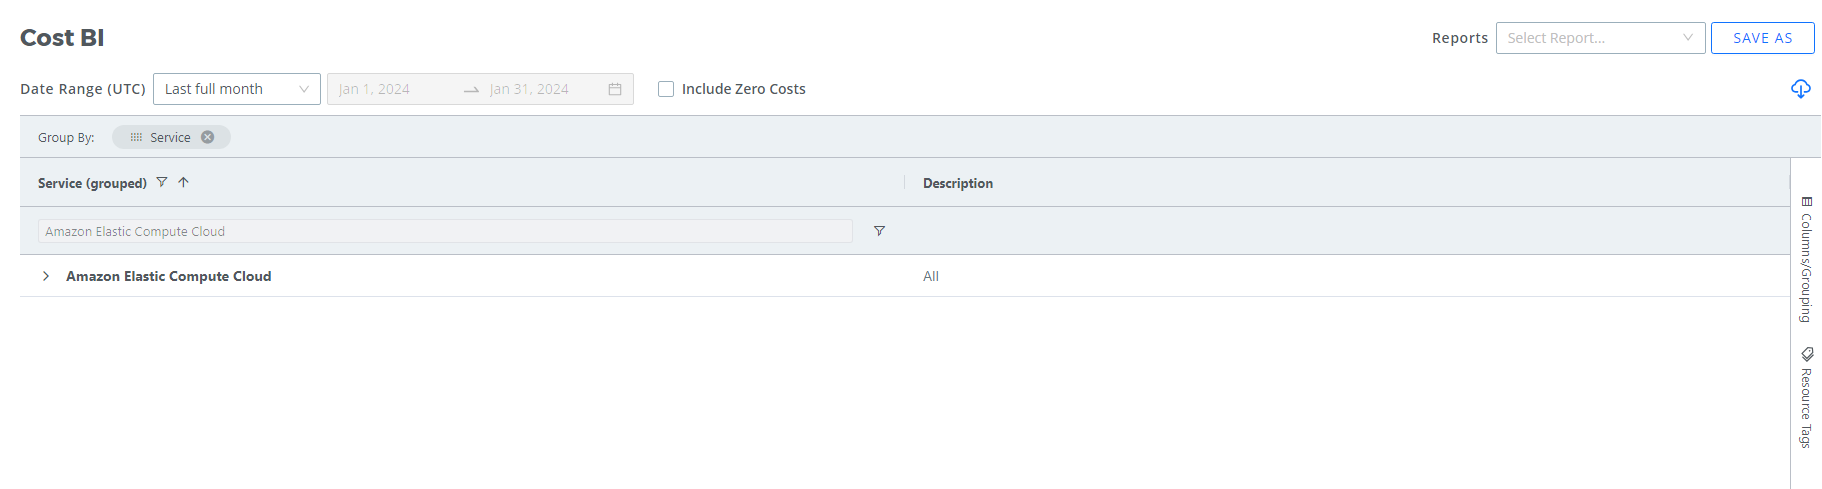 Cost BI
Reports Select Report... SAVE AS
Date Range (UTC) Last full month Jan 1, 2024 Jan 31, 2024 Include Zero Costs
Group By: Service
Service (grouped) Description
Amazon Elastic Compute Cloud
Amazon Elastic Compute Cloud All
Columns/Grouping
Resource Tags